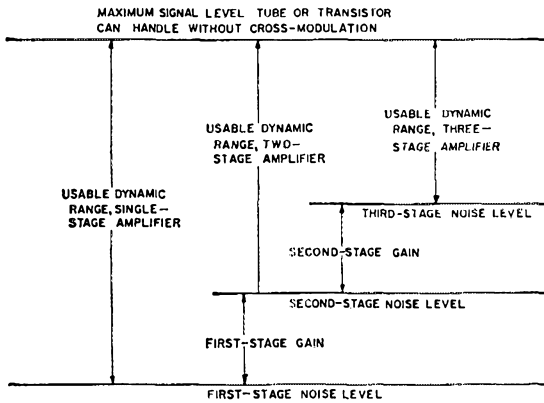 MAXIMUM SIGNAL LEVEL TUBE OR TRANSISTOR
CAN HANDLE WITHOUT CROSS-MODULATION
USABLE DYNAMIC
RANGE, THREE-
STAGE AMPLIFIER
USABLE DYNAMIC
RANGE, TWO-
STAGE AMPLIFIER
USABLE DYNAMIC
RANGE, SINGLE-
STAGE AMPLIFIER
THIRD-STAGE NOISE LEVEL
SECOND-STAGE GAIN
SECOND-STAGE NOISE LEVEL
FIRST-STAGE GAIN
FIRST-STAGE NOISE LEVEL